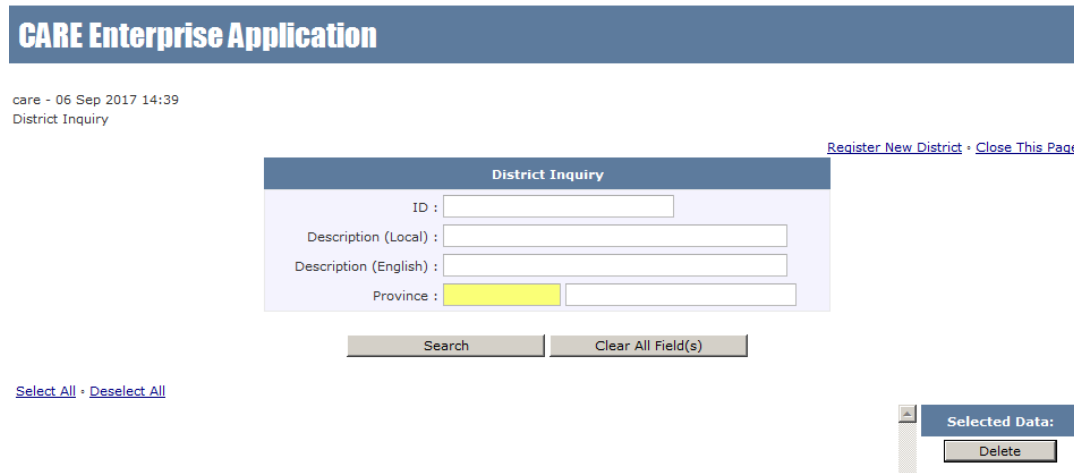 CARE Enterprise Application
care - 06 Sep 2017 14:39
District Inquiry
Register New District • Close This Page
District Inquiry
ID :
Description (Local) :
Description (English) :
Province :
Search Clear All Field(s)
Select All • Deselect All
Selected Data:
Delete